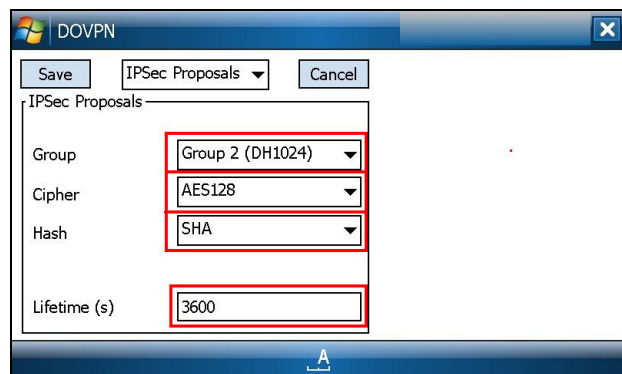 DOVPN
Save IPSec Proposals Cancel
IPSec Proposals
Group Group 2 (DH1024)
Cipher AES128
Hash SHA
Lifetime (s) 3600
A